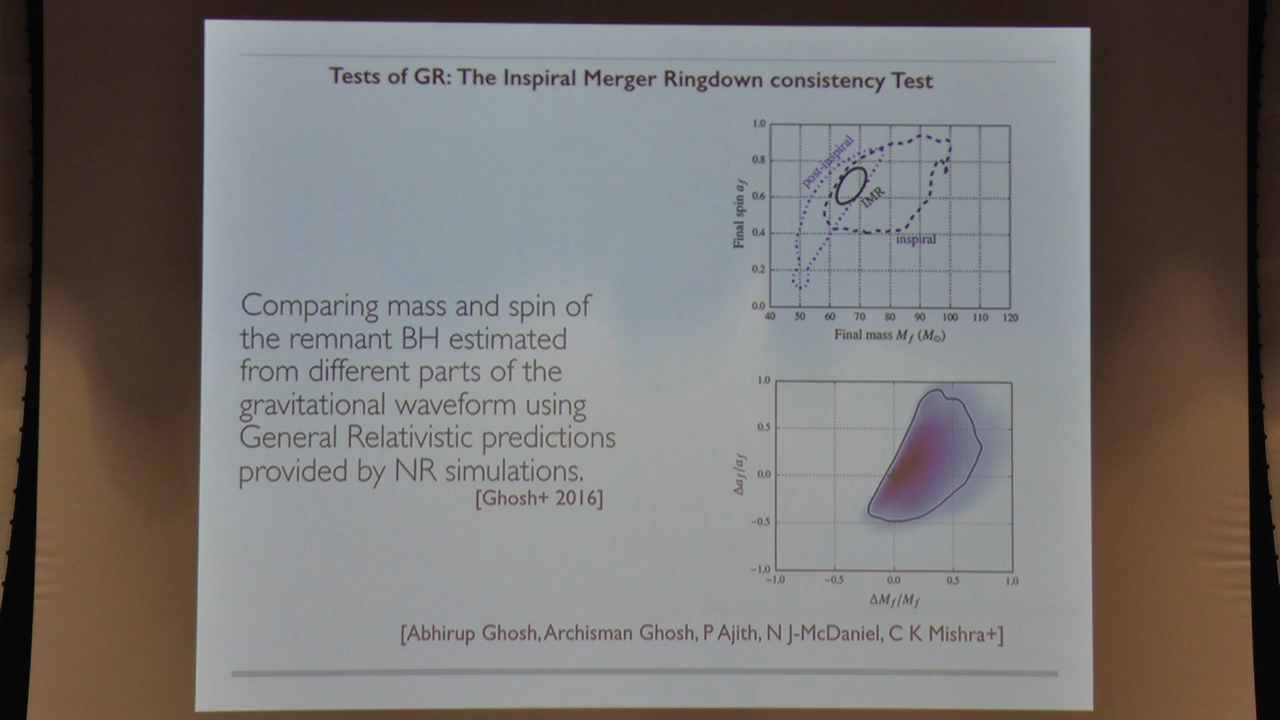 Tests of GR: The Inspiral Merger Ringdown consistency Test
Comparing mass and spin of
the remnant BH estimated
from different parts of the
gravitational waveform using
General Relativistic predictions
provided by NR simulations.
[Ghosh+ 2016]
1.0
0.8
0.6
0.4
0.2
0.0
Final spin af
post-inspiral
IMR
inspiral
40 50 60 70 80 90 100 110 120
Final mass Mf (M⊙)
1.0
0.5
0.0
−0.5
−1.0
Δaf/af
−1.0 −0.5 0.0 0.5 1.0
ΔMf/Mf
[Abhirup Ghosh, Archisman Ghosh, P Ajith, N J-McDaniel, C K Mishra+]